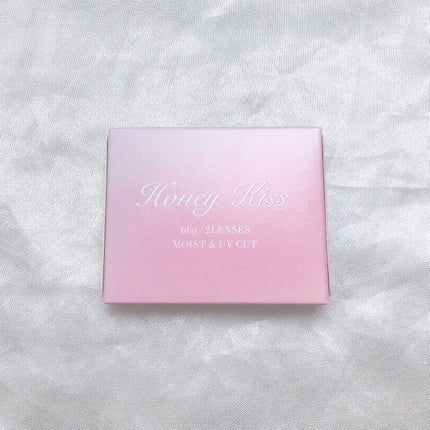 Honey Kiss
1day / 2LENSES
MOIST & UV CUT